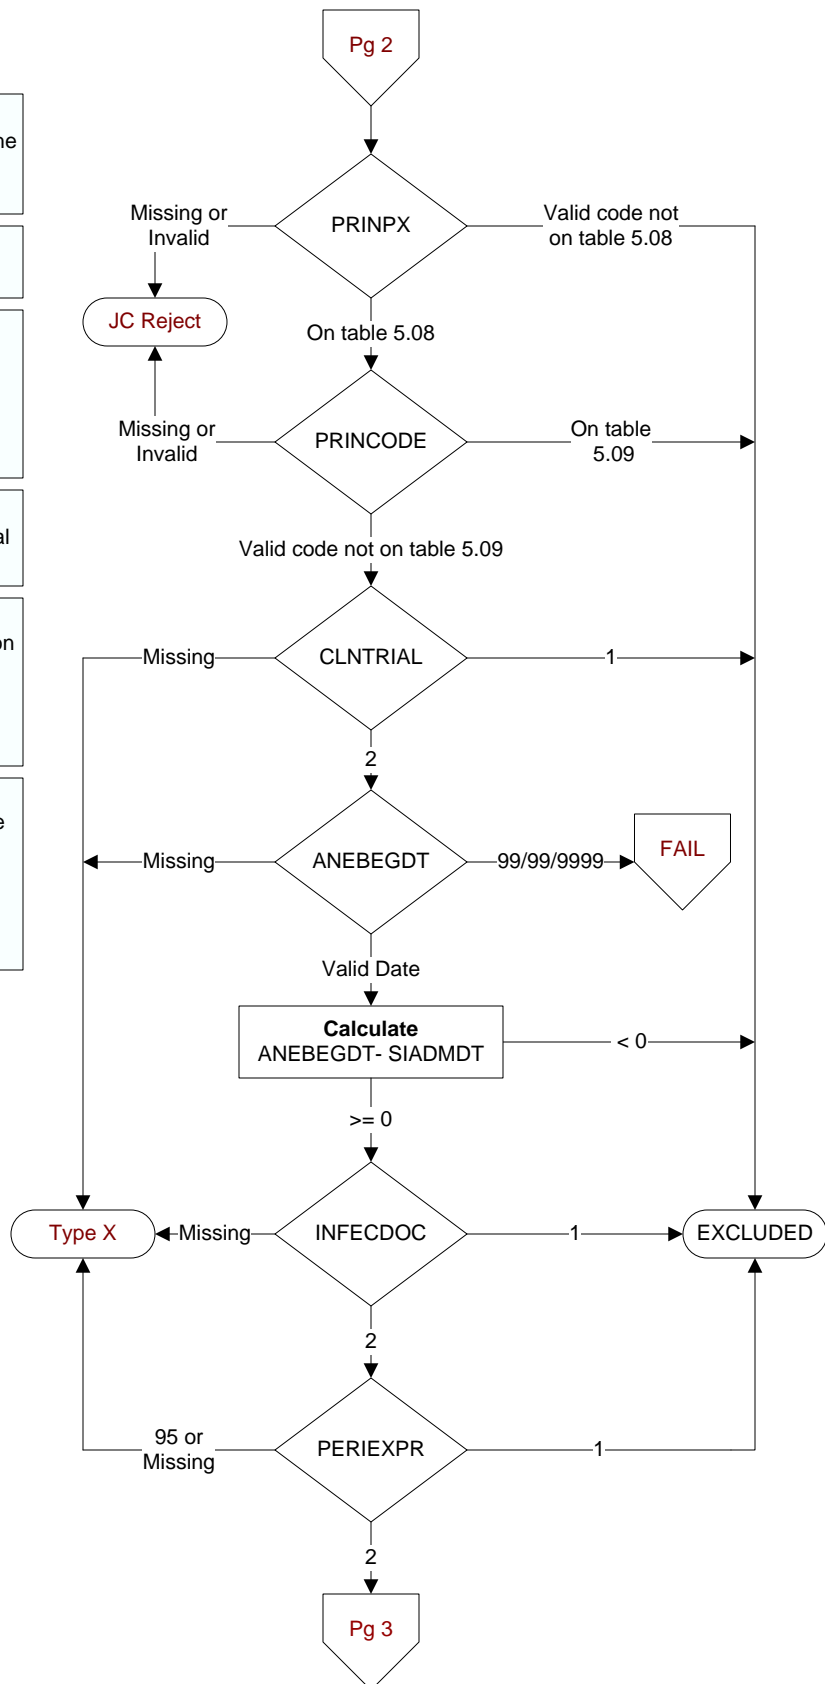 Pg 2
Missing or
Invalid
PRINPX
Valid code not
on table 5.08
JC Reject
On table 5.08
Missing or
Invalid
PRINCODE
On table
5.09
Valid code not on table 5.09
Missing
CLNTRIAL
1
2
Missing
ANEBEGDT
99/99/9999
FAIL
Valid Date
Calculate
ANEBEGDT- SIADMDT
< 0
>= 0
Type X
Missing
INFECDOC
1
EXCLUDED
2
95 or
Missing
PERIEXPR
1
2
Pg 3